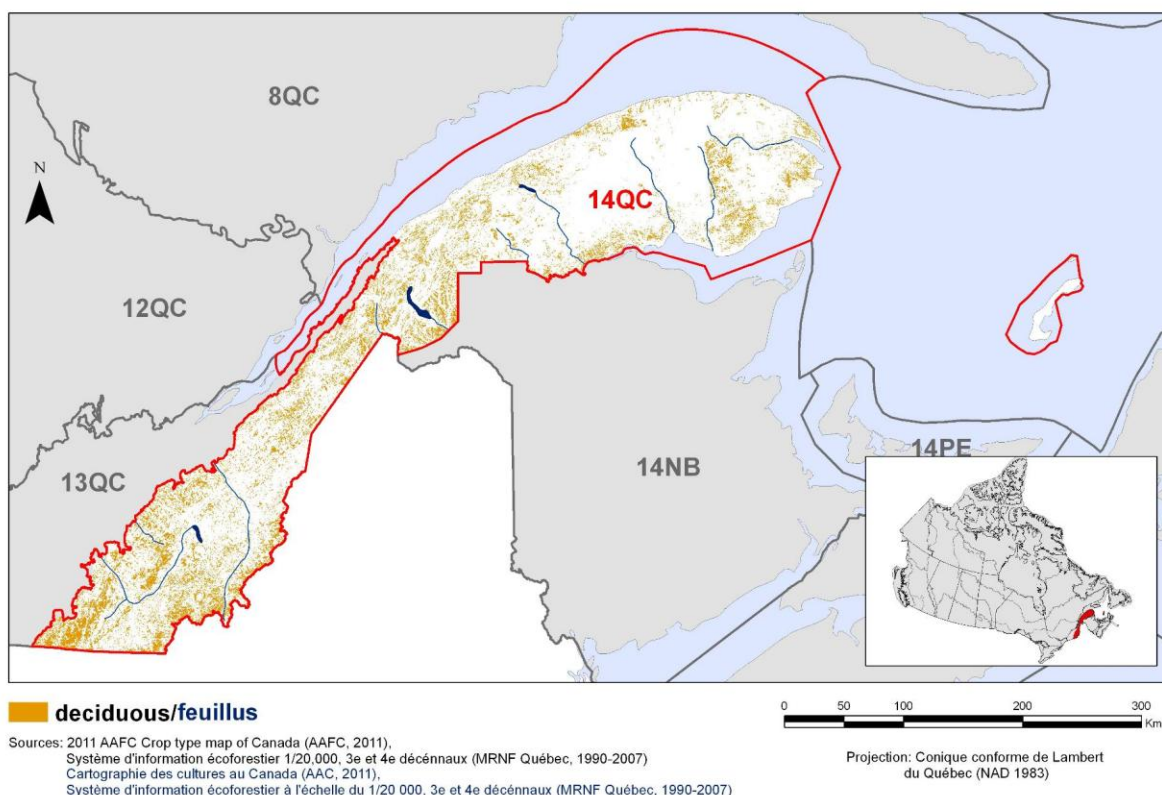 8QC
N
14QC
12QC
14PE
14NB
13QC
deciduous/feuillus
0 50 100 200 300
Km
Sources: 2011 AAFC Crop type map of Canada (AAFC, 2011),
Système d'information écoforestier 1/20,000, 3e et 4e décénnaux (MRNF Québec, 1990-2007)
Cartographie des cultures au Canada (AAC, 2011),
Système d'information écoforestier à l'échelle du 1/20 000, 3e et 4e décénnaux (MRNF Québec, 1990-2007)
Projection: Conique conforme de Lambert
du Québec (NAD 1983)